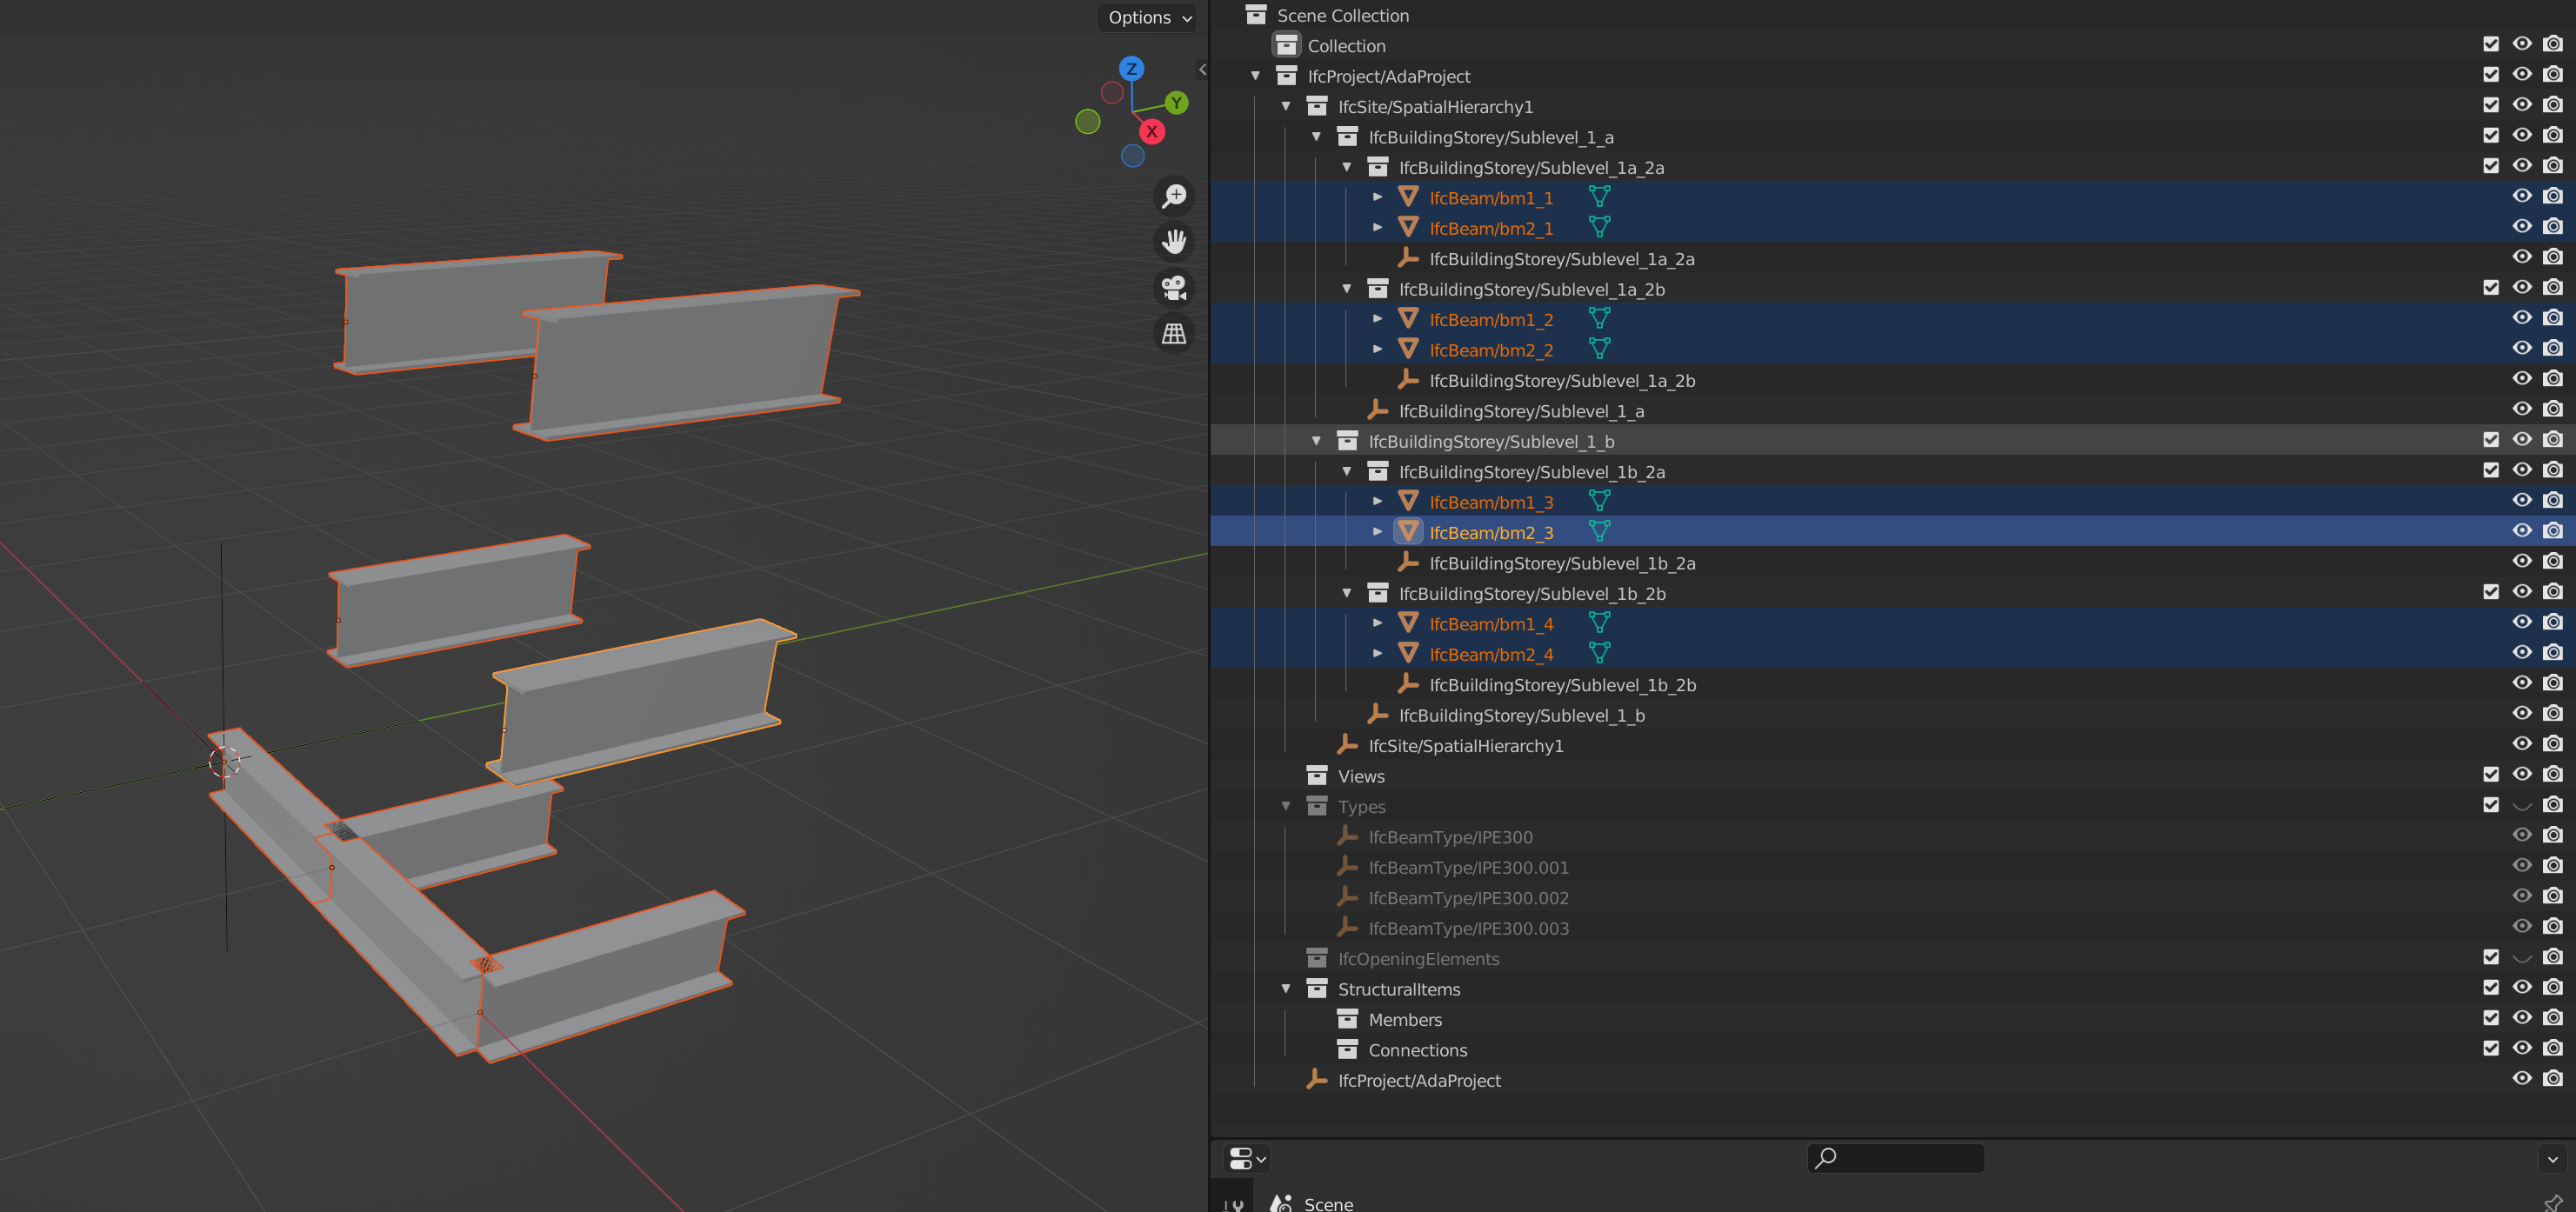 Options
Z
Y
X
Scene Collection
Collection
IfcProject/AdaProject
IfcSite/SpatialHierarchy1
IfcBuildingStorey/Sublevel_1_a
IfcBuildingStorey/Sublevel_1a_2a
IfcBeam/bm1_1
IfcBeam/bm2_1
IfcBuildingStorey/Sublevel_1a_2a
IfcBuildingStorey/Sublevel_1a_2b
IfcBeam/bm1_2
IfcBeam/bm2_2
IfcBuildingStorey/Sublevel_1a_2b
IfcBuildingStorey/Sublevel_1_a
IfcBuildingStorey/Sublevel_1_b
IfcBuildingStorey/Sublevel_1b_2a
IfcBeam/bm1_3
IfcBeam/bm2_3
IfcBuildingStorey/Sublevel_1b_2a
IfcBuildingStorey/Sublevel_1b_2b
IfcBeam/bm1_4
IfcBeam/bm2_4
IfcBuildingStorey/Sublevel_1b_2b
IfcBuildingStorey/Sublevel_1_b
IfcSite/SpatialHierarchy1
Views
Types
IfcBeamType/IPE300
IfcBeamType/IPE300.001
IfcBeamType/IPE300.002
IfcBeamType/IPE300.003
IfcOpeningElements
StructuralItems
Members
Connections
IfcProject/AdaProject
Scene